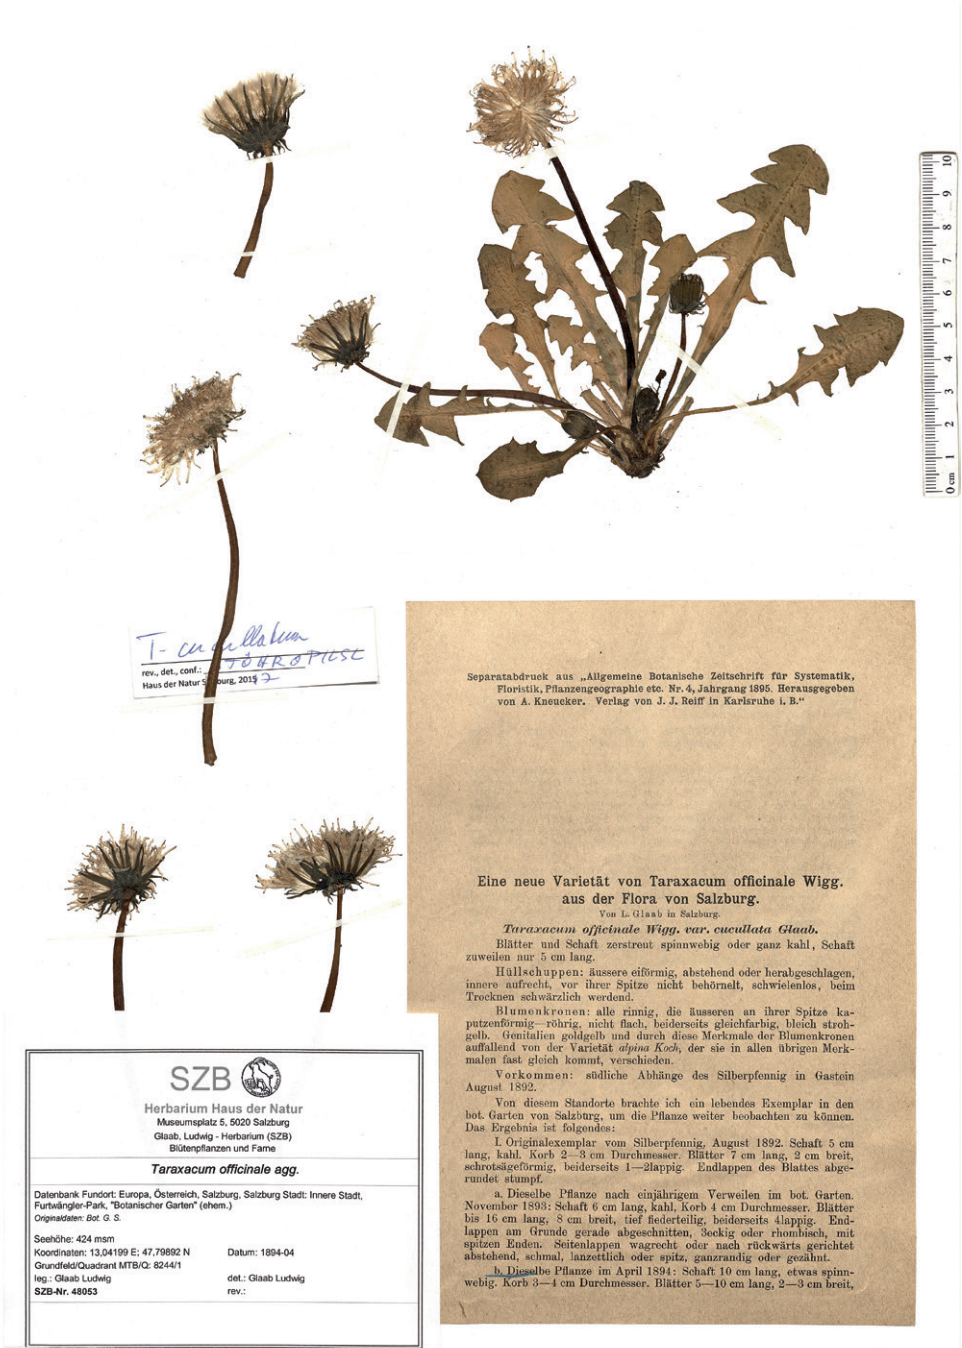 0 cm 1 2 3 4 5 6 7 8 9 10
T. cucullatum
rev., det., conf.:
Haus der Natur Salzburg, 2017
Separatabdruck aus „Allgemeine Botanische Zeitschrift für Systematik,
Floristik, Pflanzengeographie etc. Nr. 4, Jahrgang 1895. Herausgegeben
von A. Kneucker. Verlag von J. J. Reiff in Karlsruhe i. B."
Eine neue Varietät von Taraxacum officinale Wigg.
aus der Flora von Salzburg.
Von L. Glaab in Salzburg.
Taraxacum officinale Wigg. var. cucullata Glaab.
Blätter und Schaft zerstreut spinnwebig oder ganz kahl, Schaft
zuweilen nur 5 cm lang.
Hüllschuppen: äussere eiförmig, abstehend oder herabgeschlagen,
innere aufrecht, vor ihrer Spitze nicht behörnelt, schwielenlos, beim
Trocknen schwärzlich werdend.
Blumenkronen: alle rinnig, die äusseren an ihrer Spitze ka-
putzenförmig—röhrig, nicht flach, beiderseits gleichfarbig, bleich stroh-
gelb. Genitalien goldgelb und durch diese Merkmale der Blumenkronen
auffallend von der Varietät alpina Koch, der sie in allen übrigen Merk-
malen fast gleich kommt, verschieden.
Vorkommen: südliche Abhänge des Silberpfennig in Gastein
August 1892.
Von diesem Standorte brachte ich ein lebendes Exemplar in den
bot. Garten von Salzburg, um die Pflanze weiter beobachten zu können.
Das Ergebnis ist folgendes:
I. Originalexemplar vom Silberpfennig, August 1892. Schaft 5 cm
lang, kahl. Korb 2—3 cm Durchmesser. Blätter 7 cm lang, 2 cm breit,
schrotsägeförmig, beiderseits 1—2lappig. Endlappen des Blattes abge-
rundet stumpf.
a. Dieselbe Pflanze nach einjährigem Verweilen im bot. Garten.
November 1893: Schaft 6 cm lang, kahl, Korb 4 cm Durchmesser. Blätter
bis 16 cm lang, 8 cm breit, tief fiederteilig, beiderseits 4lappig. End-
lappen am Grunde gerade abgeschnitten, 3eckig oder rhombisch, mit
spitzen Enden. Seitenlappen wagrecht oder nach rückwärts gerichtet
abstehend, schmal, lanzettlich oder spitz, ganzrandig oder gezähnt.
b. Dieselbe Pflanze im April 1894: Schaft 10 cm lang, etwas spinn-
webig. Korb 3—4 cm Durchmesser. Blätter 5—10 cm lang, 2—3 cm breit,
SZB
Herbarium Haus der Natur
Museumsplatz 5, 5020 Salzburg
Glaab, Ludwig - Herbarium (SZB)
Blütenpflanzen und Farne
Taraxacum officinale agg.
Datenbank Fundort: Europa, Österreich, Salzburg, Salzburg Stadt: Innere Stadt,
Furtwängler-Park, "Botanischer Garten" (ehem.)
Originaldaten: Bot. G. S.
Seehöhe: 424 msm
Koordinaten: 13,04199 E; 47,79892 N Datum: 1894-04
Grundfeld/Quadrant MTB/Q: 8244/1
leg.: Glaab Ludwig det.: Glaab Ludwig
SZB-Nr. 48053 rev.: